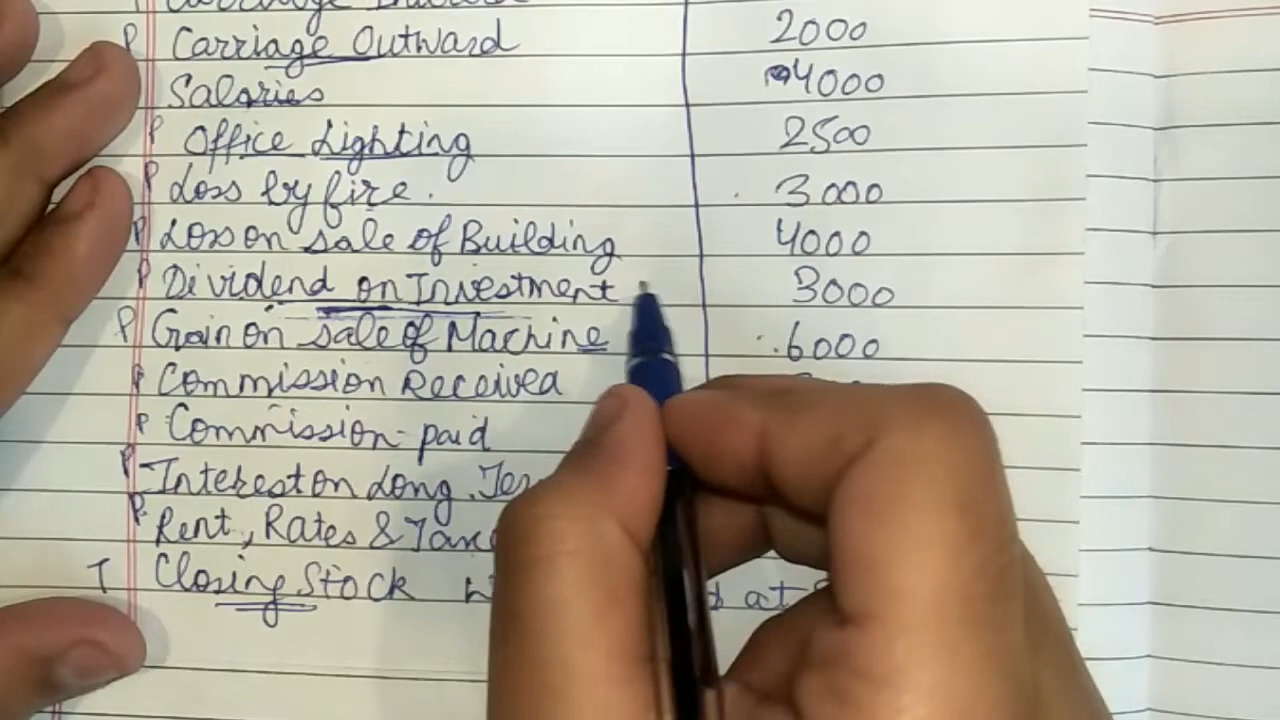 P Carriage Outward 2000
Salaries 4000
P Office Lighting 2500
P Loss by fire. 3000
P Loss on sale of Building 4000
P Dividend on Investment 3000
P Gain on sale of Machine 6000
P Commission Received
P Commission paid
P Interest on Long
P Rent, Rates &
T Closing Stock at